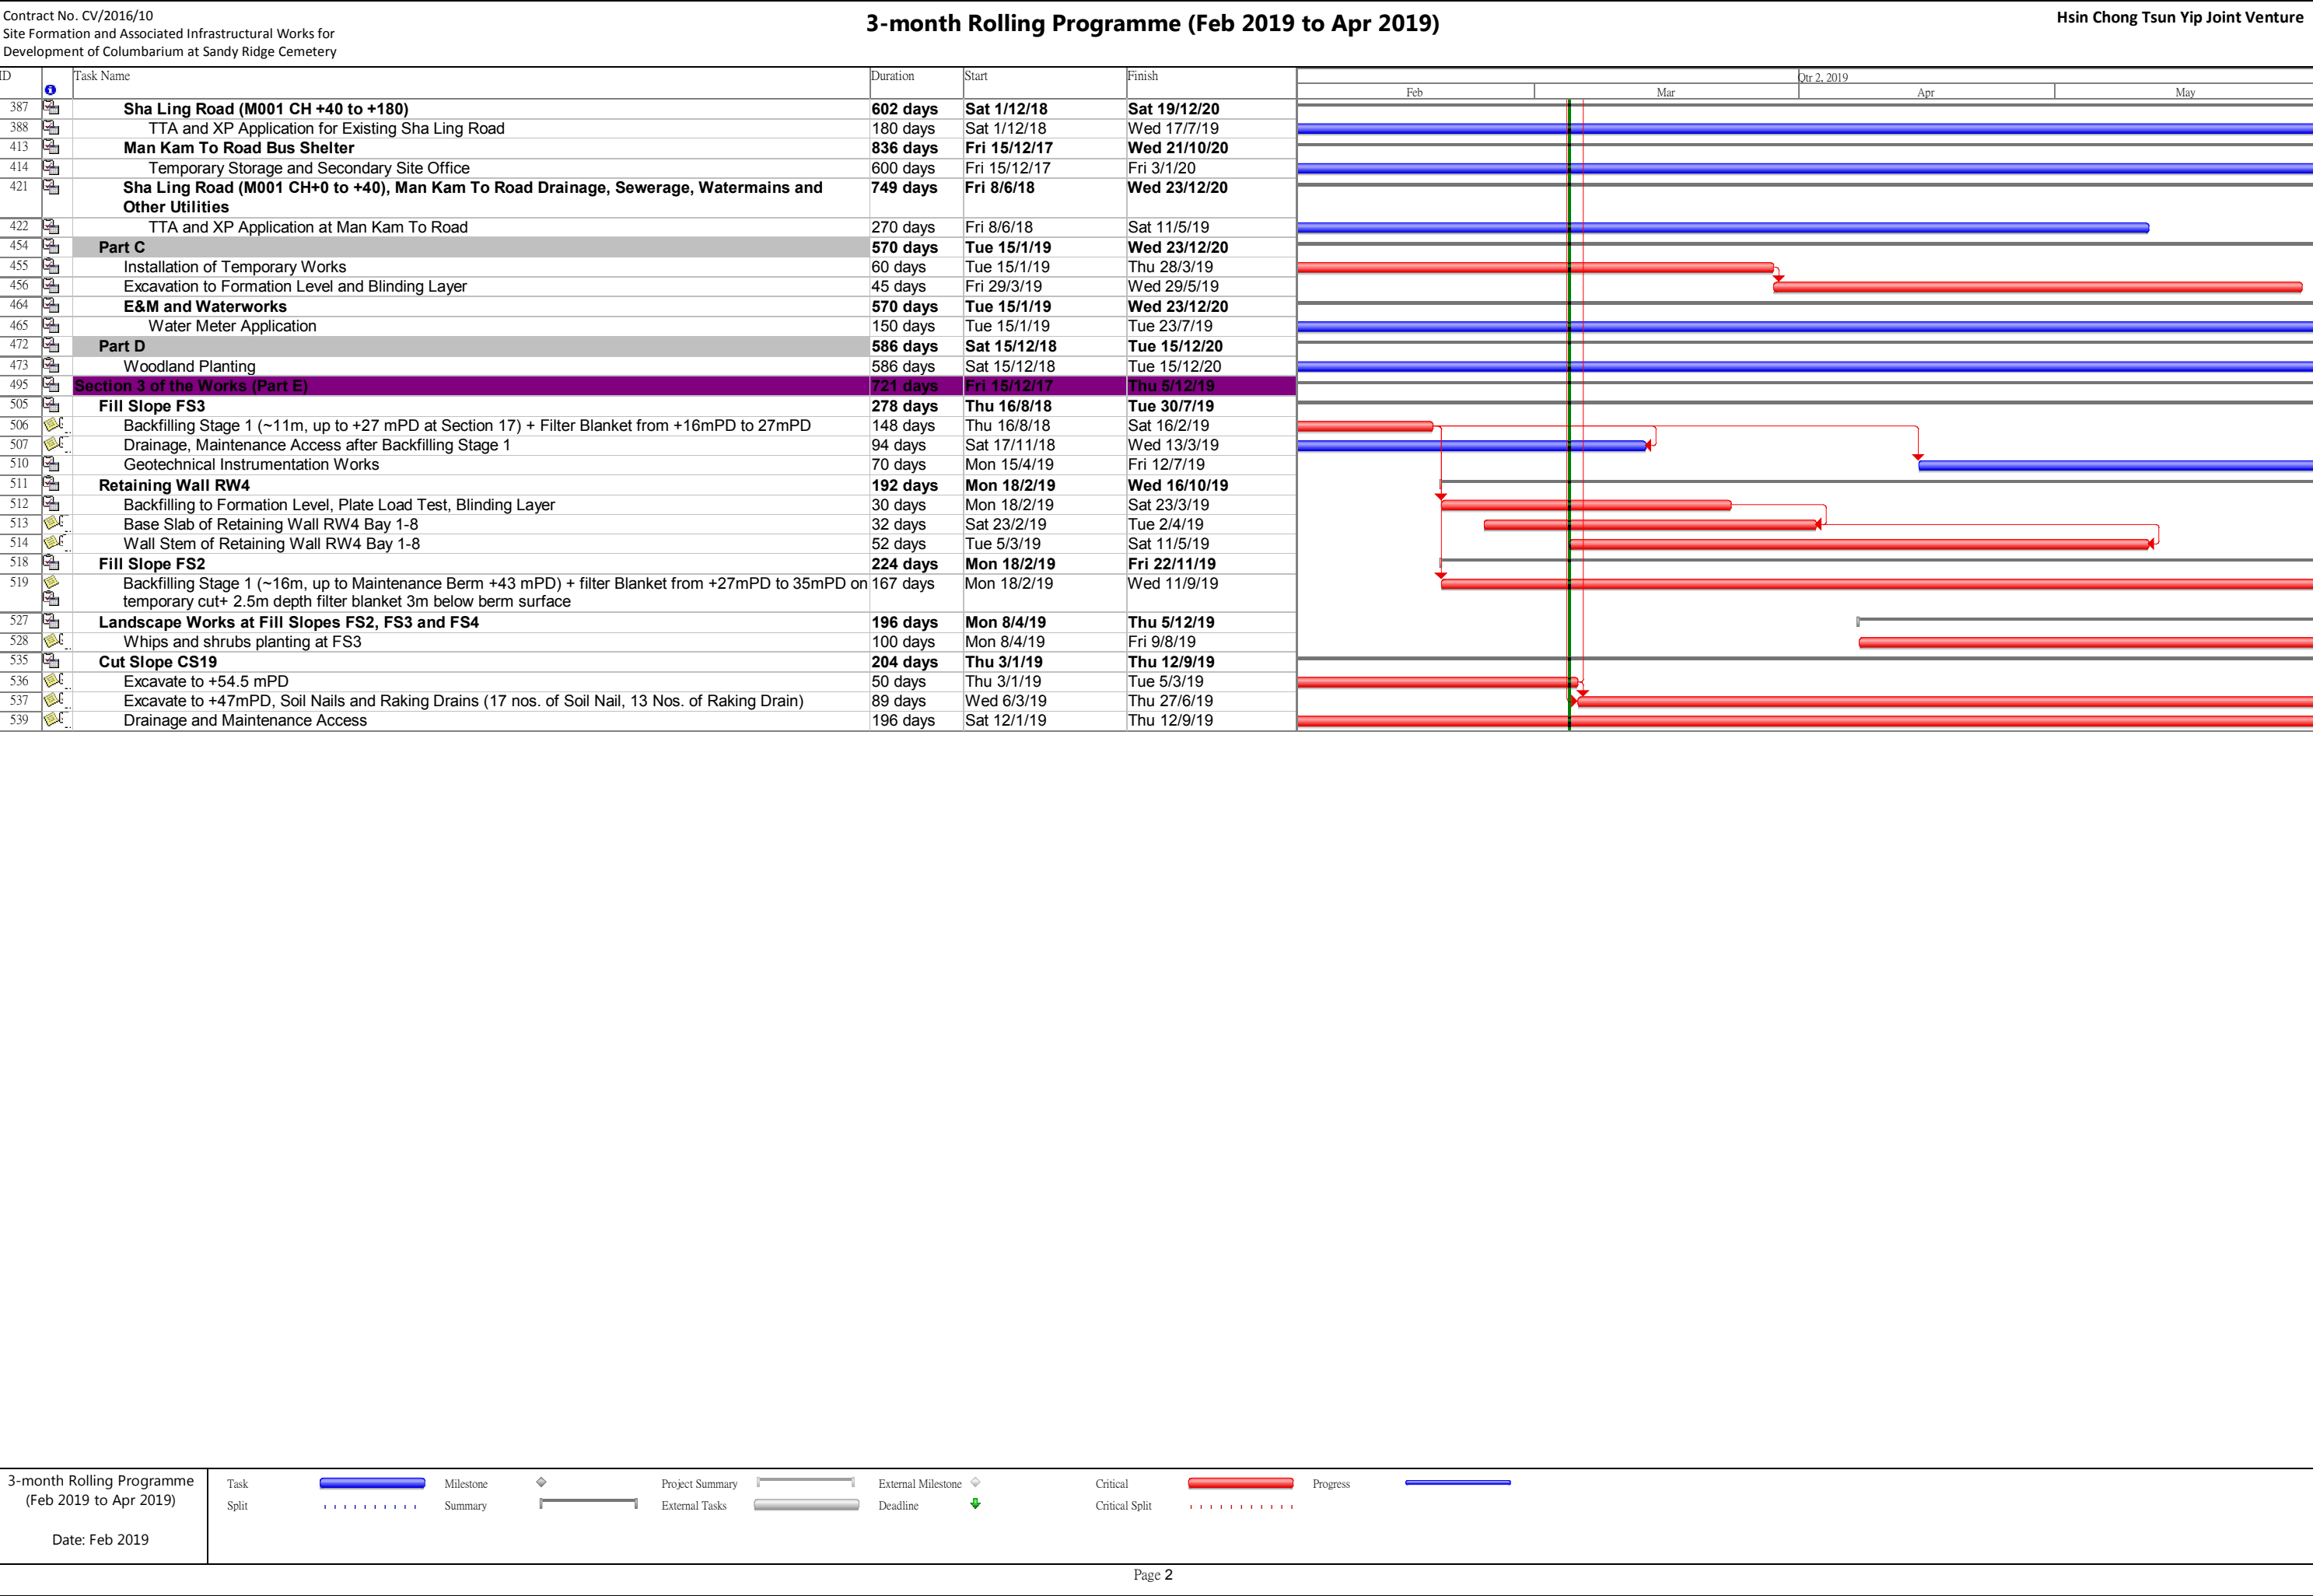 Contract No. CV/2016/10
Site Formation and Associated Infrastructural Works for
Development of Columbarium at Sandy Ridge Cemetery
3-month Rolling Programme (Feb 2019 to Apr 2019)
Hsin Chong Tsun Yip Joint Venture
ID Task Name Duration Start Finish Qtr 2, 2019
Feb Mar Apr May
387 Sha Ling Road (M001 CH +40 to +180) 602 days Sat 1/12/18 Sat 19/12/20
388 TTA and XP Application for Existing Sha Ling Road 180 days Sat 1/12/18 Wed 17/7/19
413 Man Kam To Road Bus Shelter 836 days Fri 15/12/17 Wed 21/10/20
414 Temporary Storage and Secondary Site Office 600 days Fri 15/12/17 Fri 3/1/20
421 Sha Ling Road (M001 CH+0 to +40), Man Kam To Road Drainage, Sewerage, Watermains and 749 days Fri 8/6/18 Wed 23/12/20
Other Utilities
422 TTA and XP Application at Man Kam To Road 270 days Fri 8/6/18 Sat 11/5/19
454 Part C 570 days Tue 15/1/19 Wed 23/12/20
455 Installation of Temporary Works 60 days Tue 15/1/19 Thu 28/3/19
456 Excavation to Formation Level and Blinding Layer 45 days Fri 29/3/19 Wed 29/5/19
464 E&M and Waterworks 570 days Tue 15/1/19 Wed 23/12/20
465 Water Meter Application 150 days Tue 15/1/19 Tue 23/7/19
472 Part D 586 days Sat 15/12/18 Tue 15/12/20
473 Woodland Planting 586 days Sat 15/12/18 Tue 15/12/20
495 Section 3 of the Works (Part E) 721 days Fri 15/12/17 Thu 5/12/19
505 Fill Slope FS3 278 days Thu 16/8/18 Tue 30/7/19
506 Backfilling Stage 1 (~11m, up to +27 mPD at Section 17) + Filter Blanket from +16mPD to 27mPD 148 days Thu 16/8/18 Sat 16/2/19
507 Drainage, Maintenance Access after Backfilling Stage 1 94 days Sat 17/11/18 Wed 13/3/19
510 Geotechnical Instrumentation Works 70 days Mon 15/4/19 Fri 12/7/19
511 Retaining Wall RW4 192 days Mon 18/2/19 Wed 16/10/19
512 Backfilling to Formation Level, Plate Load Test, Blinding Layer 30 days Mon 18/2/19 Sat 23/3/19
513 Base Slab of Retaining Wall RW4 Bay 1-8 32 days Sat 23/2/19 Tue 2/4/19
514 Wall Stem of Retaining Wall RW4 Bay 1-8 52 days Tue 5/3/19 Sat 11/5/19
518 Fill Slope FS2 224 days Mon 18/2/19 Fri 22/11/19
519 Backfilling Stage 1 (~16m, up to Maintenance Berm +43 mPD) + filter Blanket from +27mPD to 35mPD on 167 days Mon 18/2/19 Wed 11/9/19
temporary cut+ 2.5m depth filter blanket 3m below berm surface
527 Landscape Works at Fill Slopes FS2, FS3 and FS4 196 days Mon 8/4/19 Thu 5/12/19
528 Whips and shrubs planting at FS3 100 days Mon 8/4/19 Fri 9/8/19
535 Cut Slope CS19 204 days Thu 3/1/19 Thu 12/9/19
536 Excavate to +54.5 mPD 50 days Thu 3/1/19 Tue 5/3/19
537 Excavate to +47mPD, Soil Nails and Raking Drains (17 nos. of Soil Nail, 13 Nos. of Raking Drain) 89 days Wed 6/3/19 Thu 27/6/19
539 Drainage and Maintenance Access 196 days Sat 12/1/19 Thu 12/9/19
3-month Rolling Programme
(Feb 2019 to Apr 2019)
Date: Feb 2019
Task Milestone Project Summary External Milestone Critical Progress
Split Summary External Tasks Deadline Critical Split
Page 2